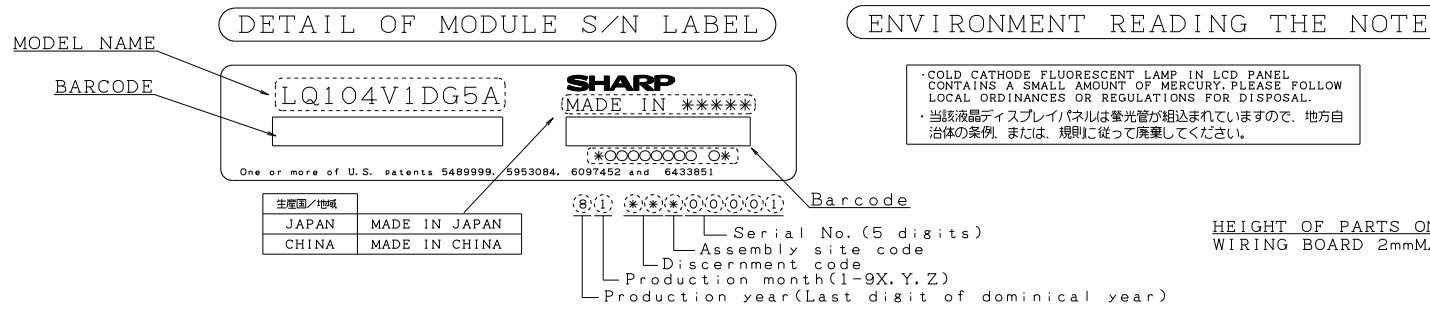 DETAIL OF MODULE S/N LABEL
MODEL NAME
BARCODE
LQ104V1DG5A
SHARP
MADE IN *****
*OOOOOOOO O*
One or more of U.S. patents 5489999. 5953084. 6097452 and 6433851
Barcode
生産国/地域
JAPAN MADE IN JAPAN
CHINA MADE IN CHINA
81 ***00001
Serial No.(5 digits)
Assembly site code
Discernment code
Production month(1-9X.Y.Z)
Production year(Last digit of dominical year)
ENVIRONMENT READING THE NOTE
・COLD CATHODE FLUORESCENT LAMP IN LCD PANEL
CONTAINS A SMALL AMOUNT OF MERCURY.PLEASE FOLLOW
LOCAL ORDINANCES OR REGULATIONS FOR DISPOSAL.
・当該液晶ディスプレイパネルは蛍光管が組込まれていますので、地方自
治体の条例、または、規則に従って廃棄してください。
HEIGHT OF PARTS ON
WIRING BOARD 2mmMA